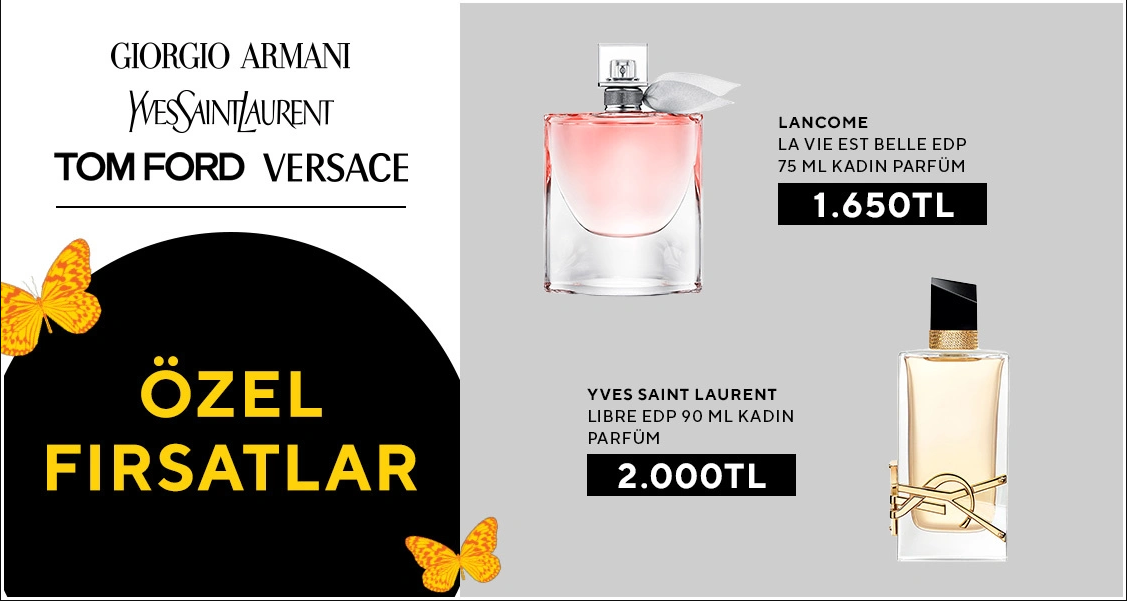 GIORGIO ARMANI
YVESSAINTLAURENT
TOM FORD VERSACE
ÖZEL
FIRSATLAR
LANCOME
LA VIE EST BELLE EDP
75 ML KADIN PARFÜM
1.650TL
YVES SAINT LAURENT
LIBRE EDP 90 ML KADIN
PARFÜM
2.000TL